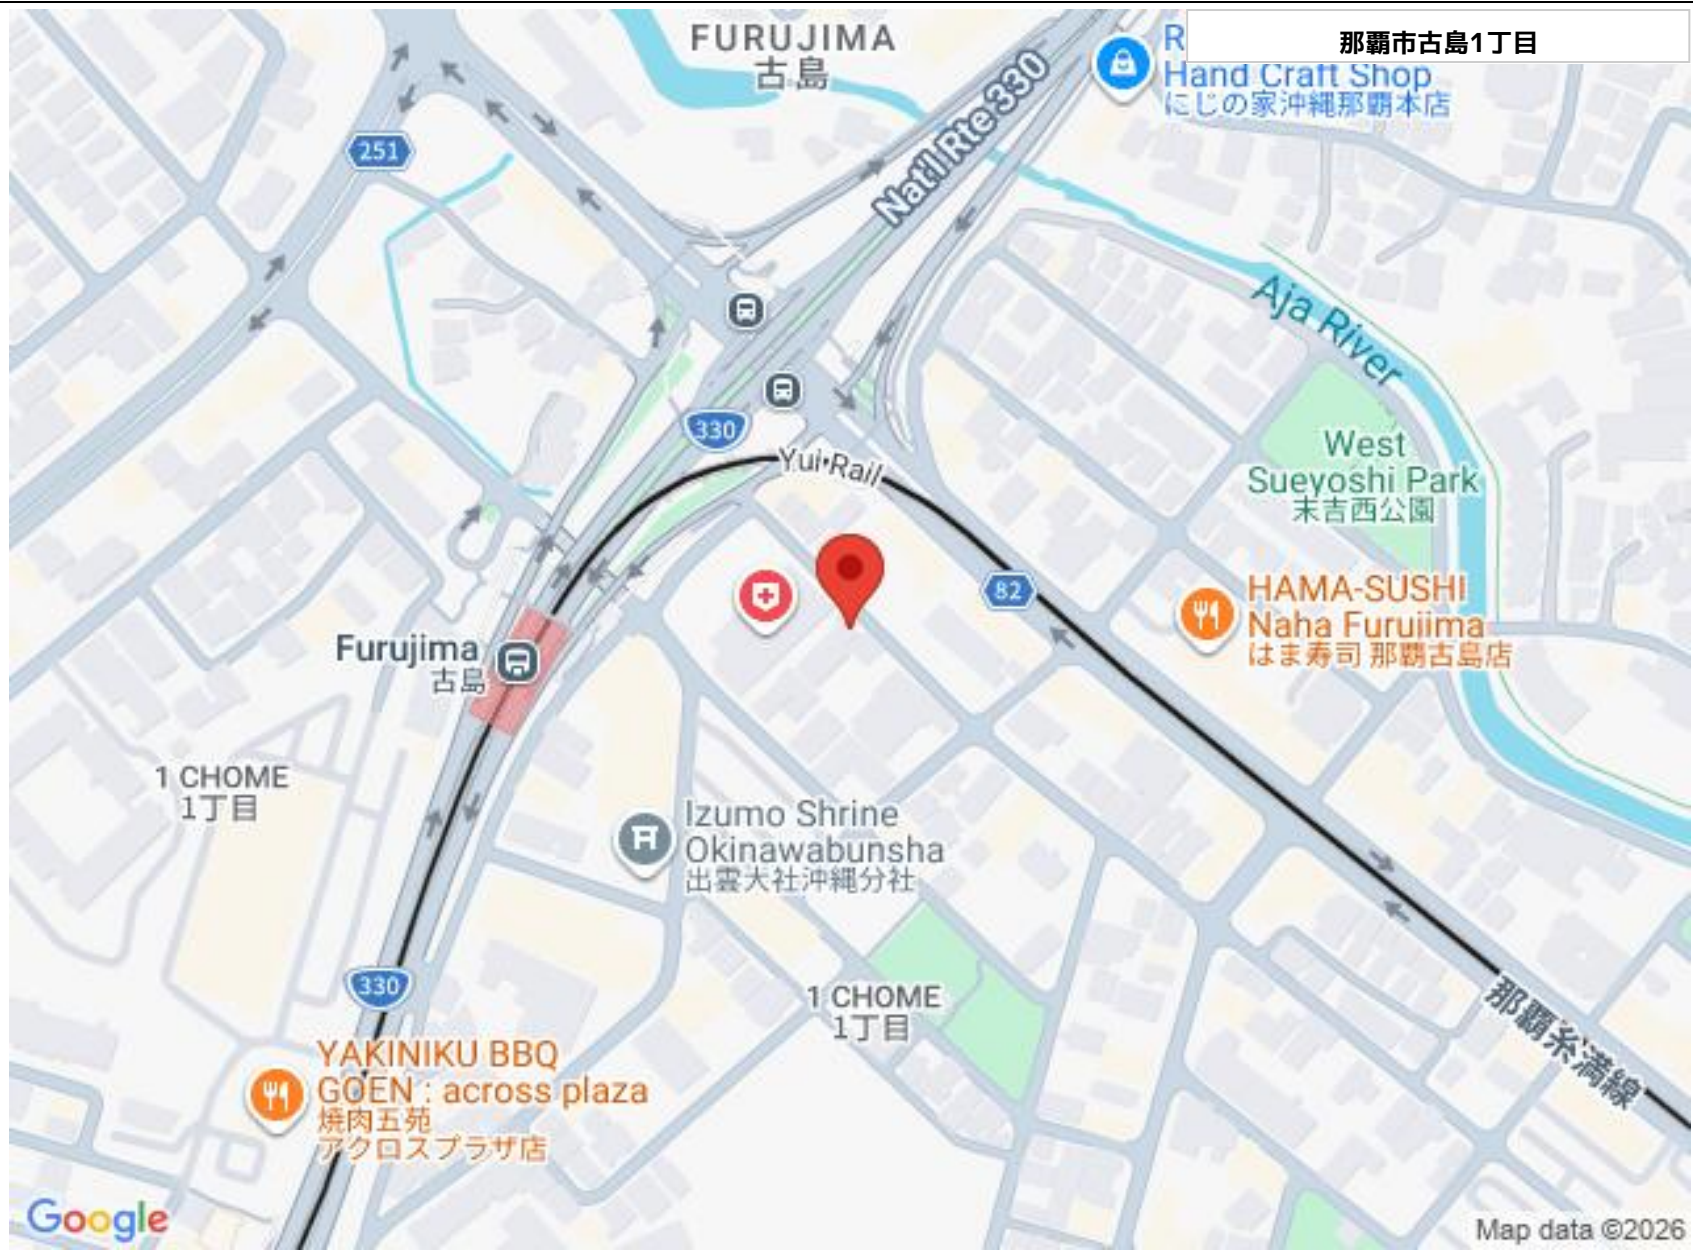 FURUJIMA
古島
那覇市古島1丁目
R
Hand Craft Shop
にじの家沖縄那覇本店
Nat'l Rte 330
251
Aja River
330
Yui Rail
West
Sueyoshi Park
末吉西公園
82
HAMA-SUSHI
Naha Furujima
はま寿司 那覇古島店
Furujima
古島
1 CHOME
1丁目
Izumo Shrine
Okinawabunsha
出雲大社沖縄分社
330
1 CHOME
1丁目
那覇糸満線
YAKINIKU BBQ
GOEN : across plaza
焼肉五苑
アクロスプラザ店
Google
Map data ©2026